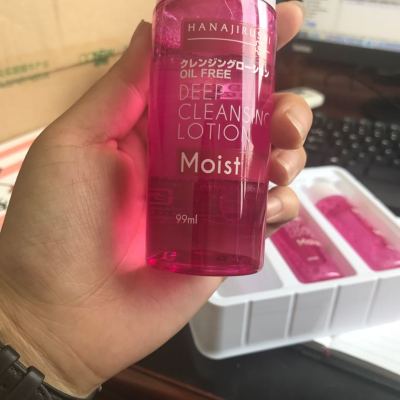 HANAJIRUSHI
クレンジングローション
OIL FREE
DEEP
CLEANSING
LOTION
Moist
99ml
Moist